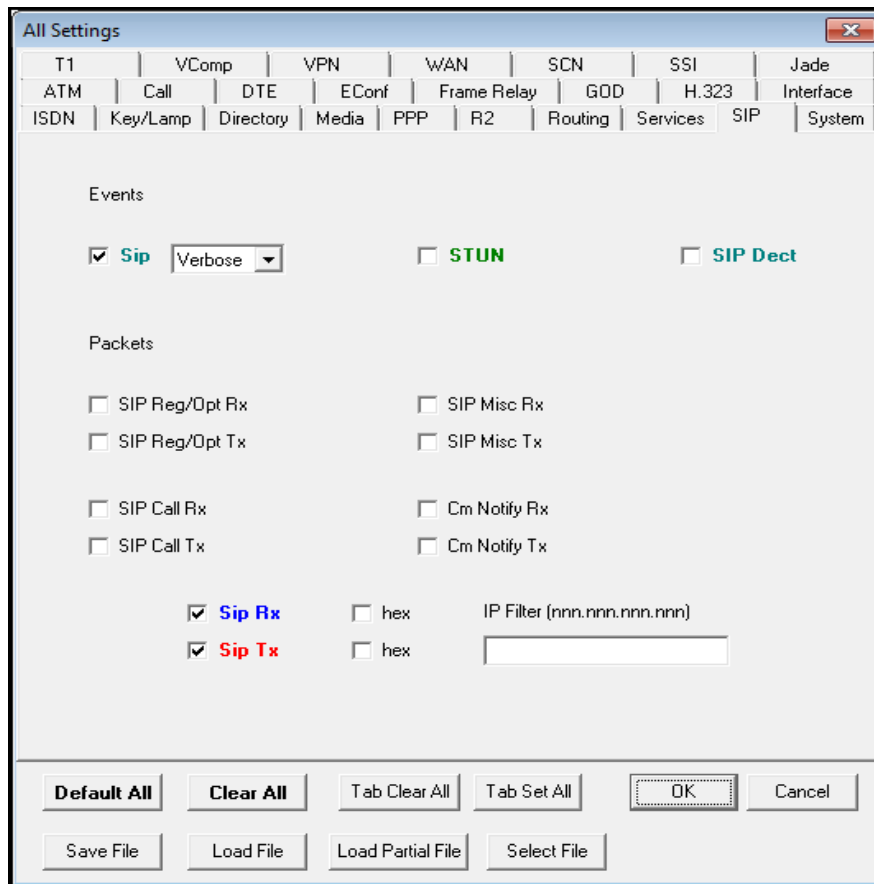 All Settings
T1 VComp VPN WAN SCN SSI Jade
ATM Call DTE EConf Frame Relay GOD H.323 Interface
ISDN Key/Lamp Directory Media PPP R2 Routing Services SIP System
Events
Sip Verbose STUN SIP Dect
Packets
SIP Reg/Opt Rx SIP Misc Rx
SIP Reg/Opt Tx SIP Misc Tx
SIP Call Rx Cm Notify Rx
SIP Call Tx Cm Notify Tx
Sip Rx hex IP Filter (nnn.nnn.nnn.nnn)
Sip Tx hex
Default All Clear All Tab Clear All Tab Set All OK Cancel
Save File Load File Load Partial File Select File